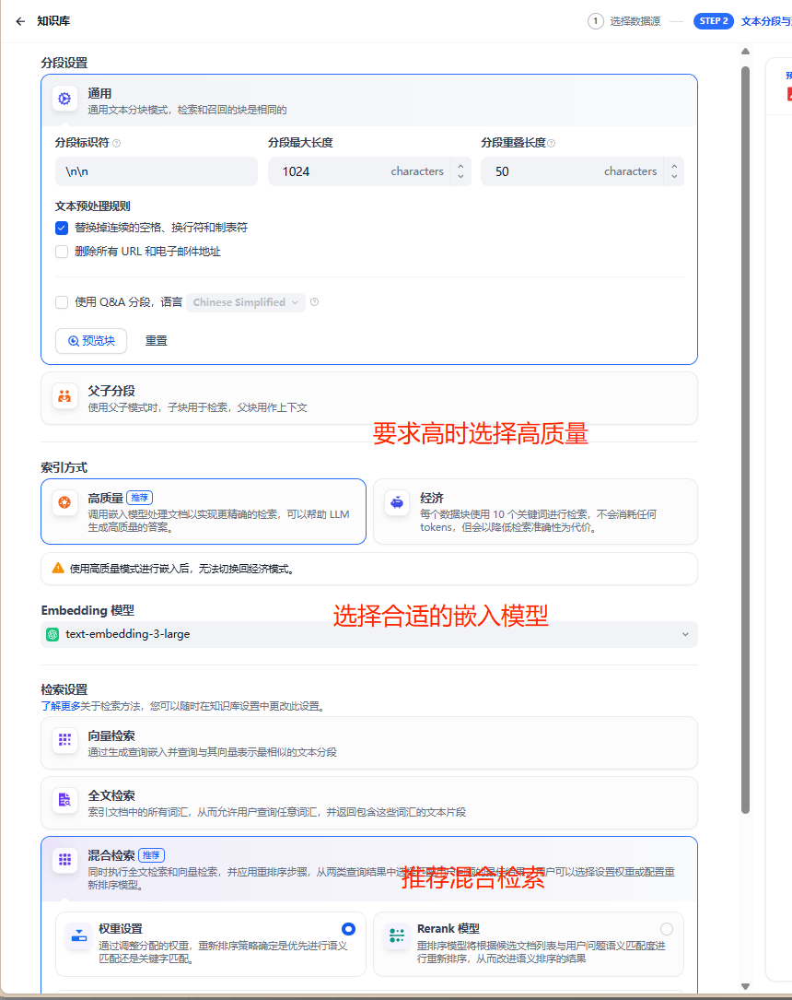 知识库
1 选择数据源
STEP 2 文本分段与
分段设置
通用
通用文本分块模式，检索和召回的块是相同的
分段标识符 分段最大长度 分段重叠长度
\n\n 1024 characters 50 characters
文本预处理规则
替换掉连续的空格、换行符和制表符
删除所有 URL 和电子邮件地址
使用 Q&A 分段，语言 Chinese Simplified
预览块 重置
父子分段
使用父子模式时，子块用于检索，父块用作上下文
要求高时选择高质量
索引方式
高质量 推荐
调用嵌入模型处理文档以实现更精确的检索，可以帮助 LLM
生成高质量的答案。
经济
每个数据块使用 10 个关键词进行检索，不会消耗任何
tokens，但会以降低检索准确性为代价。
使用高质量模式进行嵌入后，无法切换回经济模式。
Embedding 模型
选择合适的嵌入模型
text-embedding-3-large
检索设置
了解更多关于检索方法，您可以随时在知识库设置中更改此设置。
向量检索
通过生成查询嵌入并查询与其向量表示最相似的文本分段
全文检索
索引文档中的所有词汇，从而允许用户查询任意词汇，并返回包含这些词汇的文本片段
混合检索 推荐
同时执行全文检索和向量检索，并应用重排序步骤，从两类查询结果中选择 用户可以选择设置权重或配置重
新排序模型。
推荐混合检索
权重设置
通过调整分配的权重，重新排序策略确定是优先进行语义
匹配还是关键字匹配。
Rerank 模型
重排序模型将根据候选文档列表与用户问题语义匹配度进
行重新排序，从而改进语义排序的结果